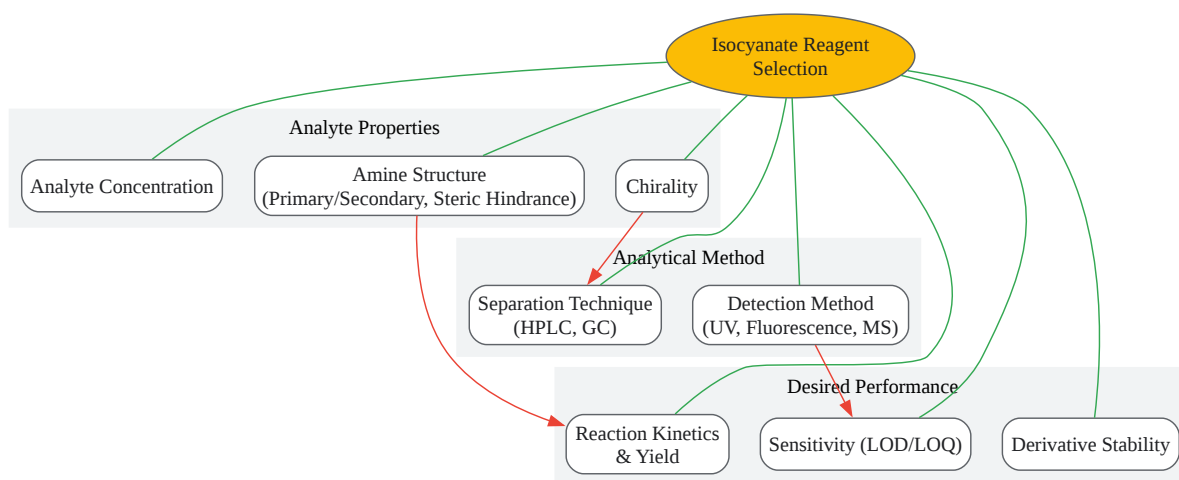 Isocyanate Reagent
Selection
Analyte Properties
Analyte Concentration
Amine Structure
(Primary/Secondary, Steric Hindrance)
Chirality
Analytical Method
Separation Technique
(HPLC, GC)
Detection Method
(UV, Fluorescence, MS)
Desired Performance
Reaction Kinetics
& Yield
Sensitivity (LOD/LOQ)
Derivative Stability